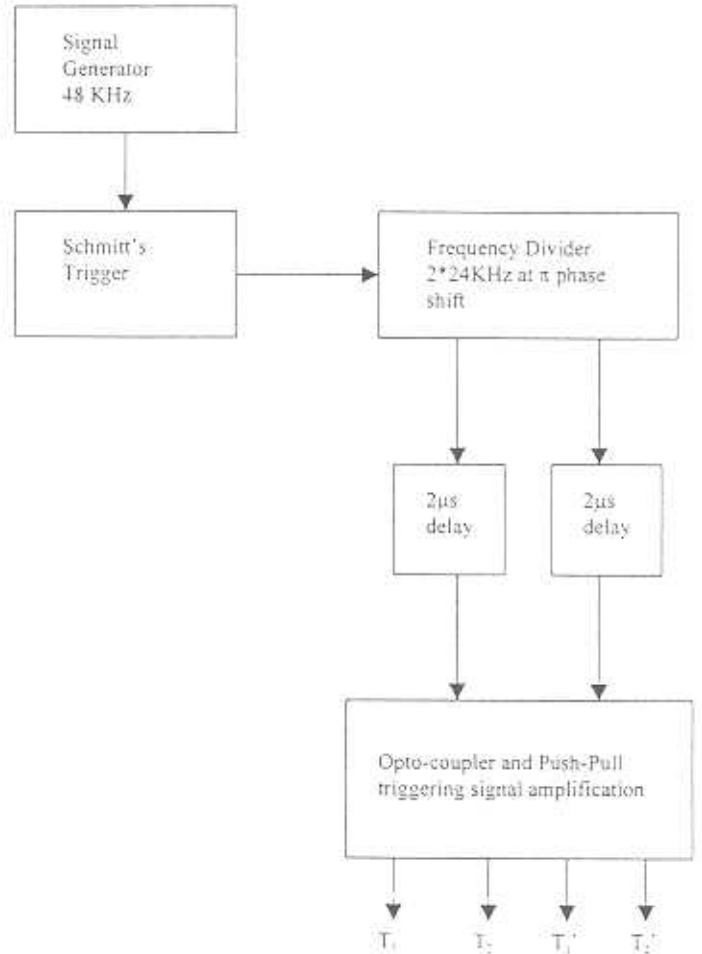 Signal
Generator
48 KHz
Schmitt's
Trigger
Frequency Divider
2*24KHz at π phase
shift
2μs
delay
2μs
delay
Opto-coupler and Push-Pull
triggering signal amplification
T₁ T₂ T₁' T₂'